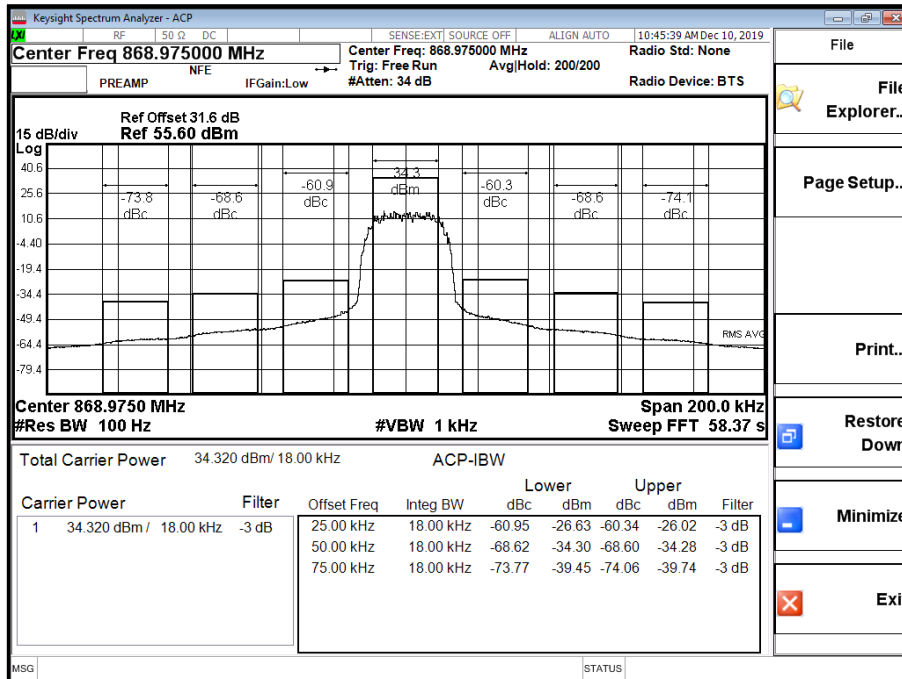 Keysight Spectrum Analyzer - ACP
LXI RF 50 Ω DC SENSE:EXT SOURCE OFF ALIGN AUTO 10:45:39 AM Dec 10, 2019
Center Freq 868.975000 MHz
Center Freq: 868.975000 MHz Radio Std: None
NFE Trig: Free Run Avg|Hold: 200/200
PREAMP IFGain:Low #Atten: 34 dB Radio Device: BTS
Ref Offset 31.6 dB
15 dB/div Ref 55.60 dBm
Log
40.6
25.6
10.6
-4.40
-19.4
-34.4
-49.4
-64.4
-79.4
-73.8 dBc
-68.6 dBc
-60.9 dBc
34.3 dBm
-60.3 dBc
-68.6 dBc
-74.1 dBc
RMS AVG
Center 868.9750 MHz Span 200.0 kHz
#Res BW 100 Hz #VBW 1 kHz Sweep FFT 58.37 s
Total Carrier Power 34.320 dBm/ 18.00 kHz ACP-IBW
Carrier Power Filter
1 34.320 dBm / 18.00 kHz -3 dB
Lower Upper
Offset Freq Integ BW dBc dBm dBc dBm Filter
25.00 kHz 18.00 kHz -60.95 -26.63 -60.34 -26.02 -3 dB
50.00 kHz 18.00 kHz -68.62 -34.30 -68.60 -34.28 -3 dB
75.00 kHz 18.00 kHz -73.77 -39.45 -74.06 -39.74 -3 dB
MSG STATUS
File
File
Explorer..
Page Setup..
Print..
Restore
Down
Minimize
Exi